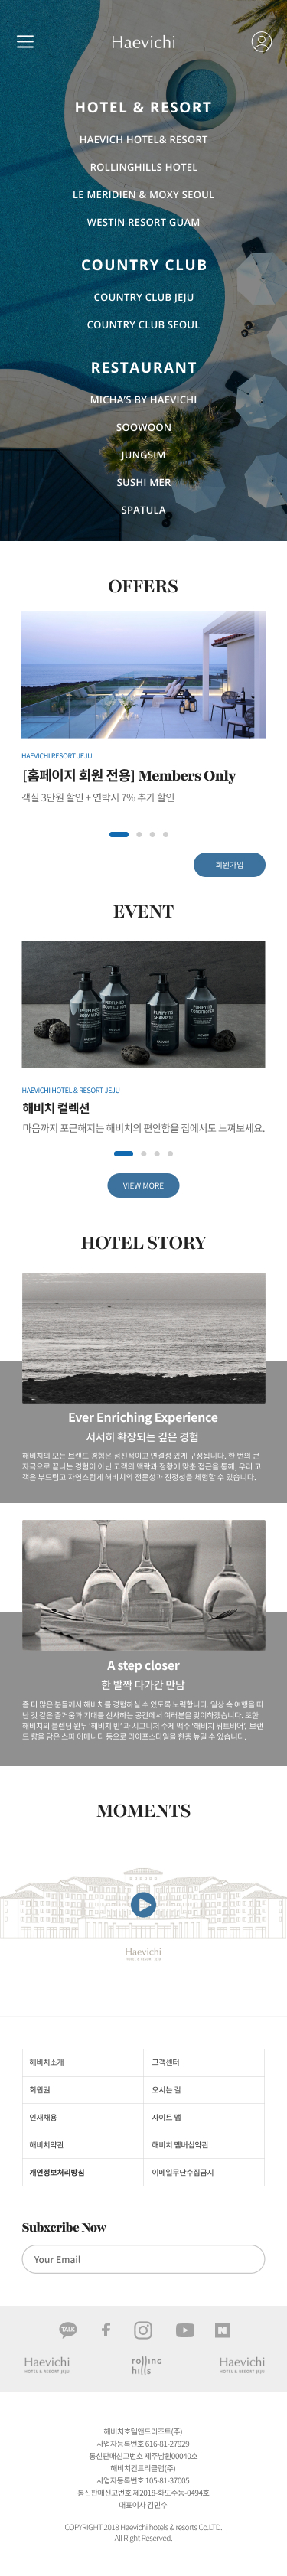 Haevichi
HOTEL & RESORT
HAEVICH HOTEL& RESORT
ROLLINGHILLS HOTEL
LE MERIDIEN & MOXY SEOUL
WESTIN RESORT GUAM
COUNTRY CLUB
COUNTRY CLUB JEJU
COUNTRY CLUB SEOUL
RESTAURANT
MICHA'S BY HAEVICHI
SOOWOON
JUNGSIM
SUSHI MER
SPATULA
OFFERS
HAEVICHI RESORT JEJU
[홈페이지 회원 전용] Members Only
객실 3만원 할인 + 연박시 7% 추가 할인
회원가입
EVENT
HAEVICHI HOTEL & RESORT JEJU
해비치 컬렉션
마음까지 포근해지는 해비치의 편안함을 집에서도 느껴보세요.
VIEW MORE
HOTEL STORY
Ever Enriching Experience
서서히 확장되는 깊은 경험
해비치의 모든 브랜드 경험은 점진적이고 연결성 있게 구성됩니다. 한 번의 큰
자극으로 끝나는 경험이 아닌 고객의 맥락과 정황에 맞춘 접근을 통해, 우리 고
객은 부드럽고 자연스럽게 해비치의 전문성과 진정성을 체험할 수 있습니다.
A step closer
한 발짝 다가간 만남
좀 더 많은 분들께서 해비치를 경험하실 수 있도록 노력합니다. 일상 속 여행을 떠
난 것 같은 즐거움과 기대를 선사하는 공간에서 여러분을 맞이하겠습니다. 또한
해비치의 블렌딩 원두 '해비치 빈' 과 시그니처 수제 맥주 '해비치 위트비어', 브랜
드 향을 담은 스파 어메니티 등으로 라이프스타일을 한층 높일 수 있습니다.
MOMENTS
Haevichi
HOTEL & RESORT JEJU
해비치소개 고객센터
회원권 오시는 길
인재채용 사이트 맵
해비치약관 해비치 멤버십약관
개인정보처리방침 이메일무단수집금지
Subxcribe Now
Your Email
TALK
Haevichi rolling hills Haevichi
HOTEL & RESORT JEJU HOTEL & RESORT JEJU
해비치호텔앤드리조트(주)
사업자등록번호 616-81-27929
통신판매신고번호 제주남원00040호
해비치컨트리클럽(주)
사업자등록번호 105-81-37005
통신판매신고번호 제2018-화도수동-0494호
대표이사 김민수
COPYRIGHT 2018 Haevichi hotels & resorts Co.LTD.
All Right Reserved.